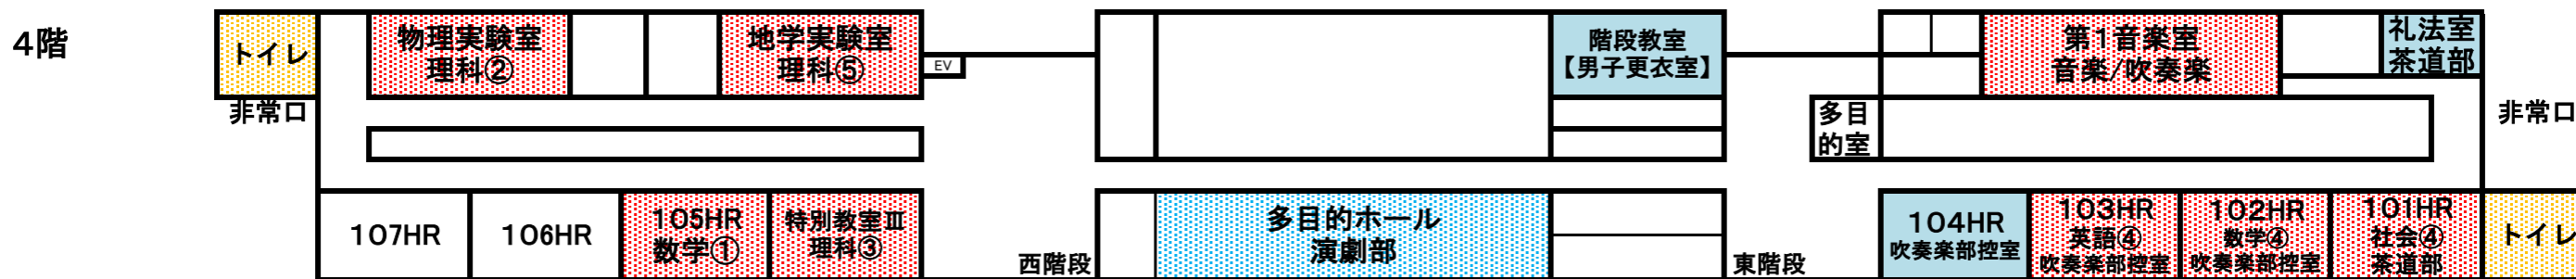 4階
トイレ
物理実験室
理科②
地学実験室
理科⑤
EV
階段教室
【男子更衣室】
第1音楽室
音楽/吹奏楽
礼法室
茶道部
非常口
多目
的室
非常口
107HR
106HR
105HR
数学①
特別教室Ⅲ
理科③
西階段
多目的ホール
演劇部
東階段
104HR
吹奏楽部控室
103HR
英語④
吹奏楽部控室
102HR
数学④
吹奏楽部控室
101HR
社会④
茶道部
トイレ